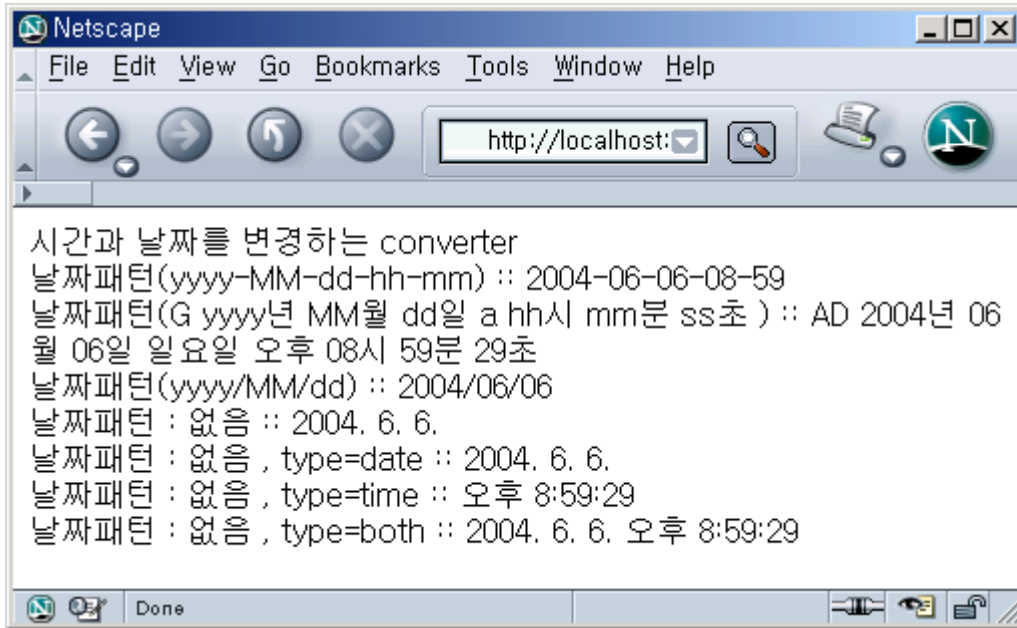 Netscape
File Edit View Go Bookmarks Tools Window Help
http://localhost:
N
시간과 날짜를 변경하는 converter
날짜패턴(yyyy-MM-dd-hh-mm) :: 2004-06-06-08-59
날짜패턴(G yyyy년 MM월 dd일 a hh시 mm분 ss초 ) :: AD 2004년 06
월 06일 일요일 오후 08시 59분 29초
날짜패턴(yyyy/MM/dd) :: 2004/06/06
날짜패턴 : 없음 :: 2004. 6. 6.
날짜패턴 : 없음 , type=date :: 2004. 6. 6.
날짜패턴 : 없음 , type=time :: 오후 8:59:29
날짜패턴 : 없음 , type=both :: 2004. 6. 6. 오후 8:59:29
Done